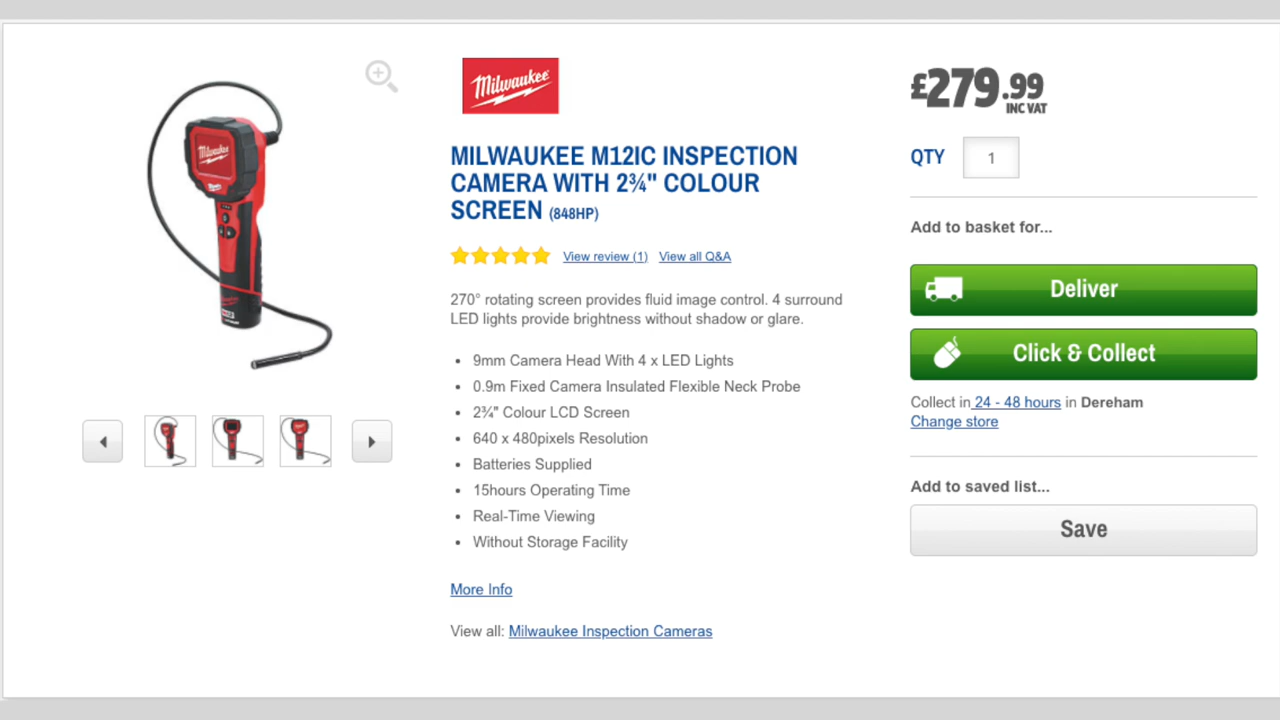 Milwaukee
MILWAUKEE M12IC INSPECTION
CAMERA WITH 2¾" COLOUR
SCREEN (848HP)
View review (1) View all Q&A
270° rotating screen provides fluid image control. 4 surround
LED lights provide brightness without shadow or glare.
9mm Camera Head With 4 x LED Lights
0.9m Fixed Camera Insulated Flexible Neck Probe
2¾" Colour LCD Screen
640 x 480pixels Resolution
Batteries Supplied
15hours Operating Time
Real-Time Viewing
Without Storage Facility
More Info
View all: Milwaukee Inspection Cameras
£279.99
INC VAT
QTY 1
Add to basket for...
Deliver
Click & Collect
Collect in 24 - 48 hours in Dereham
Change store
Add to saved list...
Save
Milwaukee